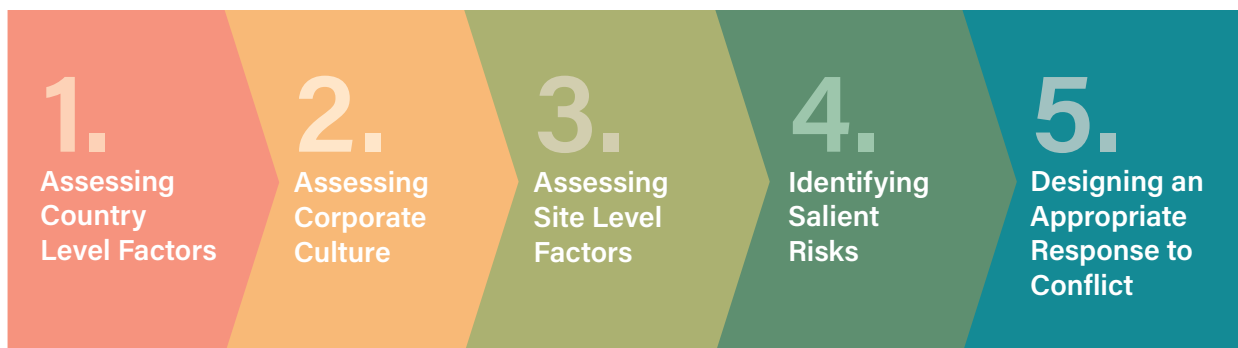 1.
Assessing
Country
Level Factors
2.
Assessing
Corporate
Culture
3.
Assessing
Site Level
Factors
4.
Identifying
Salient
Risks
5.
Designing an
Appropriate
Response to
Conflict